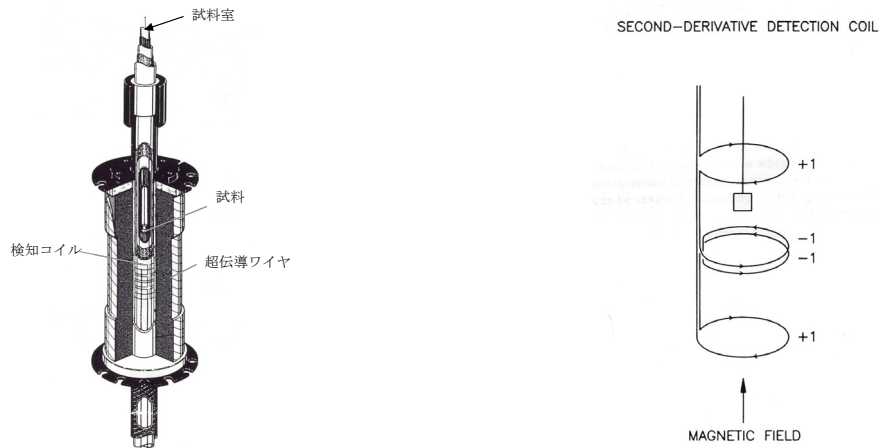 試料室
試料
検知コイル
超伝導ワイヤ
SECOND−DERIVATIVE DETECTION COIL
+1
−1
−1
+1
MAGNETIC FIELD